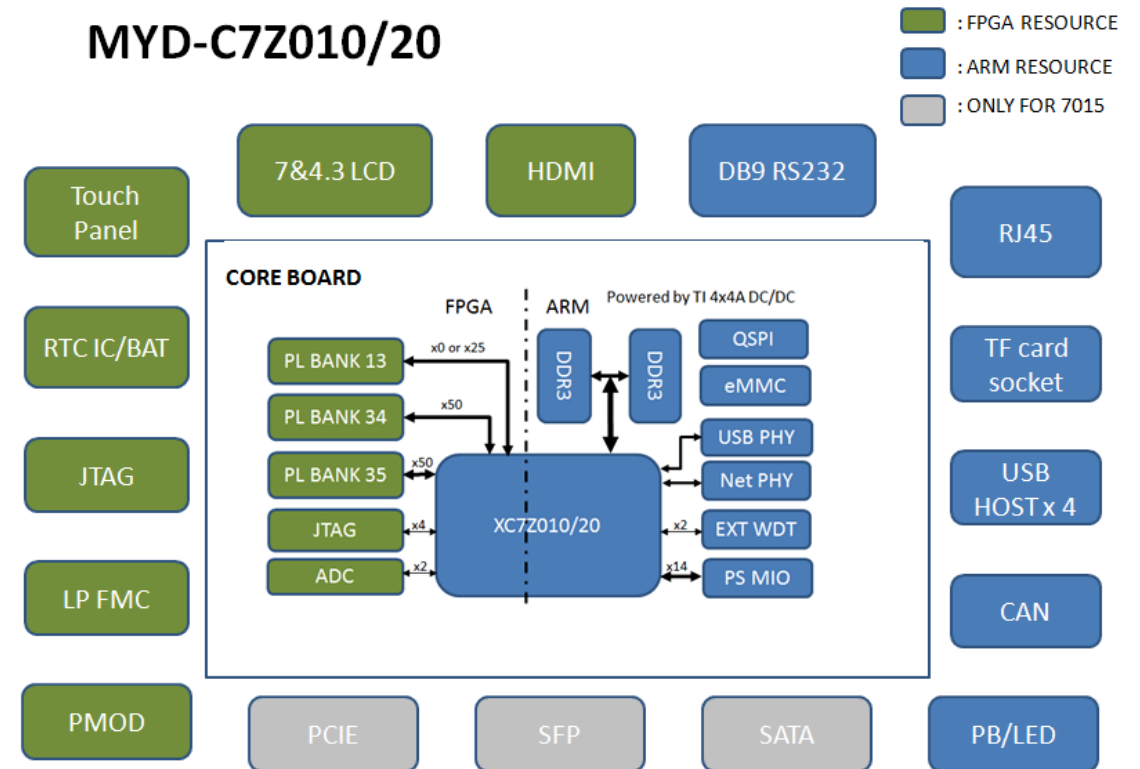 MYD-C7Z010/20
: FPGA RESOURCE
: ARM RESOURCE
: ONLY FOR 7015
7&4.3 LCD
HDMI
DB9 RS232
Touch
Panel
RJ45
CORE BOARD
FPGA
ARM
Powered by TI 4x4A DC/DC
RTC IC/BAT
PL BANK 13
x0 or x25
DDR3
DDR3
QSPI
eMMC
TF card
socket
PL BANK 34
x50
USB PHY
JTAG
PL BANK 35
x50
Net PHY
USB
HOST x 4
JTAG
x4
XC7Z010/20
x2
EXT WDT
ADC
x2
x14
PS MIO
LP FMC
CAN
PMOD
PCIE
SFP
SATA
PB/LED